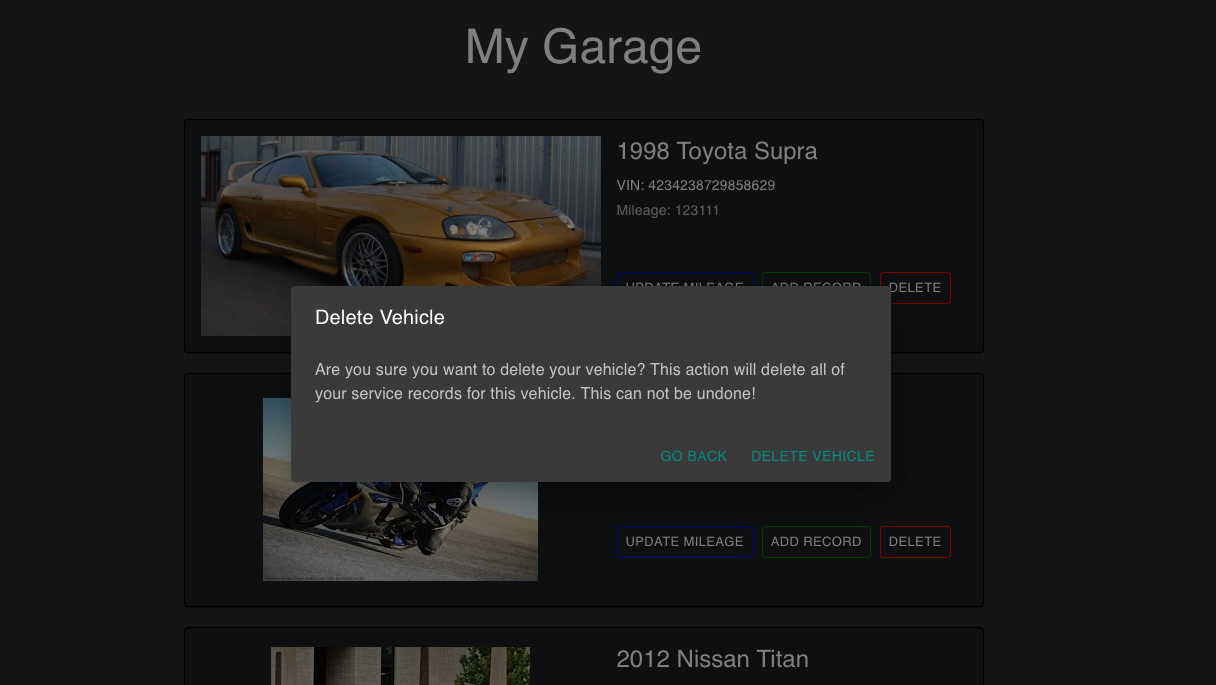 My Garage
1998 Toyota Supra
VIN: 4234238729858629
Mileage: 123111
UPDATE MILEAGE
ADD RECORD
DELETE
Delete Vehicle
Are you sure you want to delete your vehicle? This action will delete all of
your service records for this vehicle. This can not be undone!
GO BACK
DELETE VEHICLE
UPDATE MILEAGE
ADD RECORD
DELETE
2012 Nissan Titan